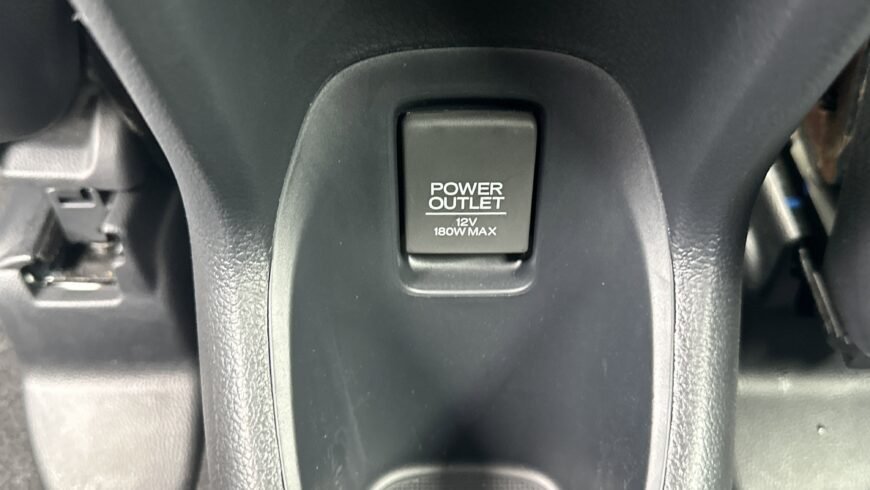 POWER
OUTLET
12V
180W MAX